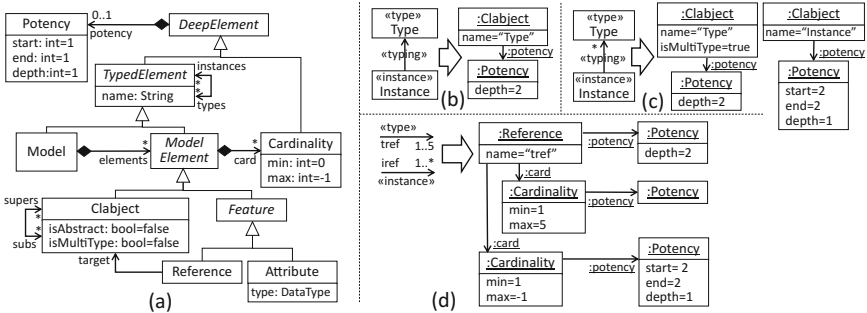 Potency
start: int=1
end: int=1
depth:int=1
0..1
potency
DeepElement
TypedElement
name: String
instances
*
*
types
Model
elements
*
Model
Element
*
card
Cardinality
min: int=0
max: int=-1
supers
*
*
subs
Clabject
isAbstract: bool=false
isMultiType: bool=false
target
Feature
Reference
Attribute
type: DataType
(a)
«type»
Type
«typing»
«instance»
Instance
:Clabject
name="Type"
:potency
:Potency
depth=2
(b)
«type»
Type
*
«typing»
«instance»
Instance
:Clabject
name="Type"
isMultiType=true
:potency
:Potency
depth=2
(c)
:Clabject
name="Instance"
:potency
:Potency
start=2
end=2
depth=1
«type»
tref 1..5
iref 1..*
«instance»
:Reference
name="tref"
:potency
:Potency
depth=2
:card
:Cardinality
min=1
max=5
:potency
:Potency
:card
:Cardinality
min=1
max=-1
:potency
:Potency
start= 2
end= 2
depth=1
(d)